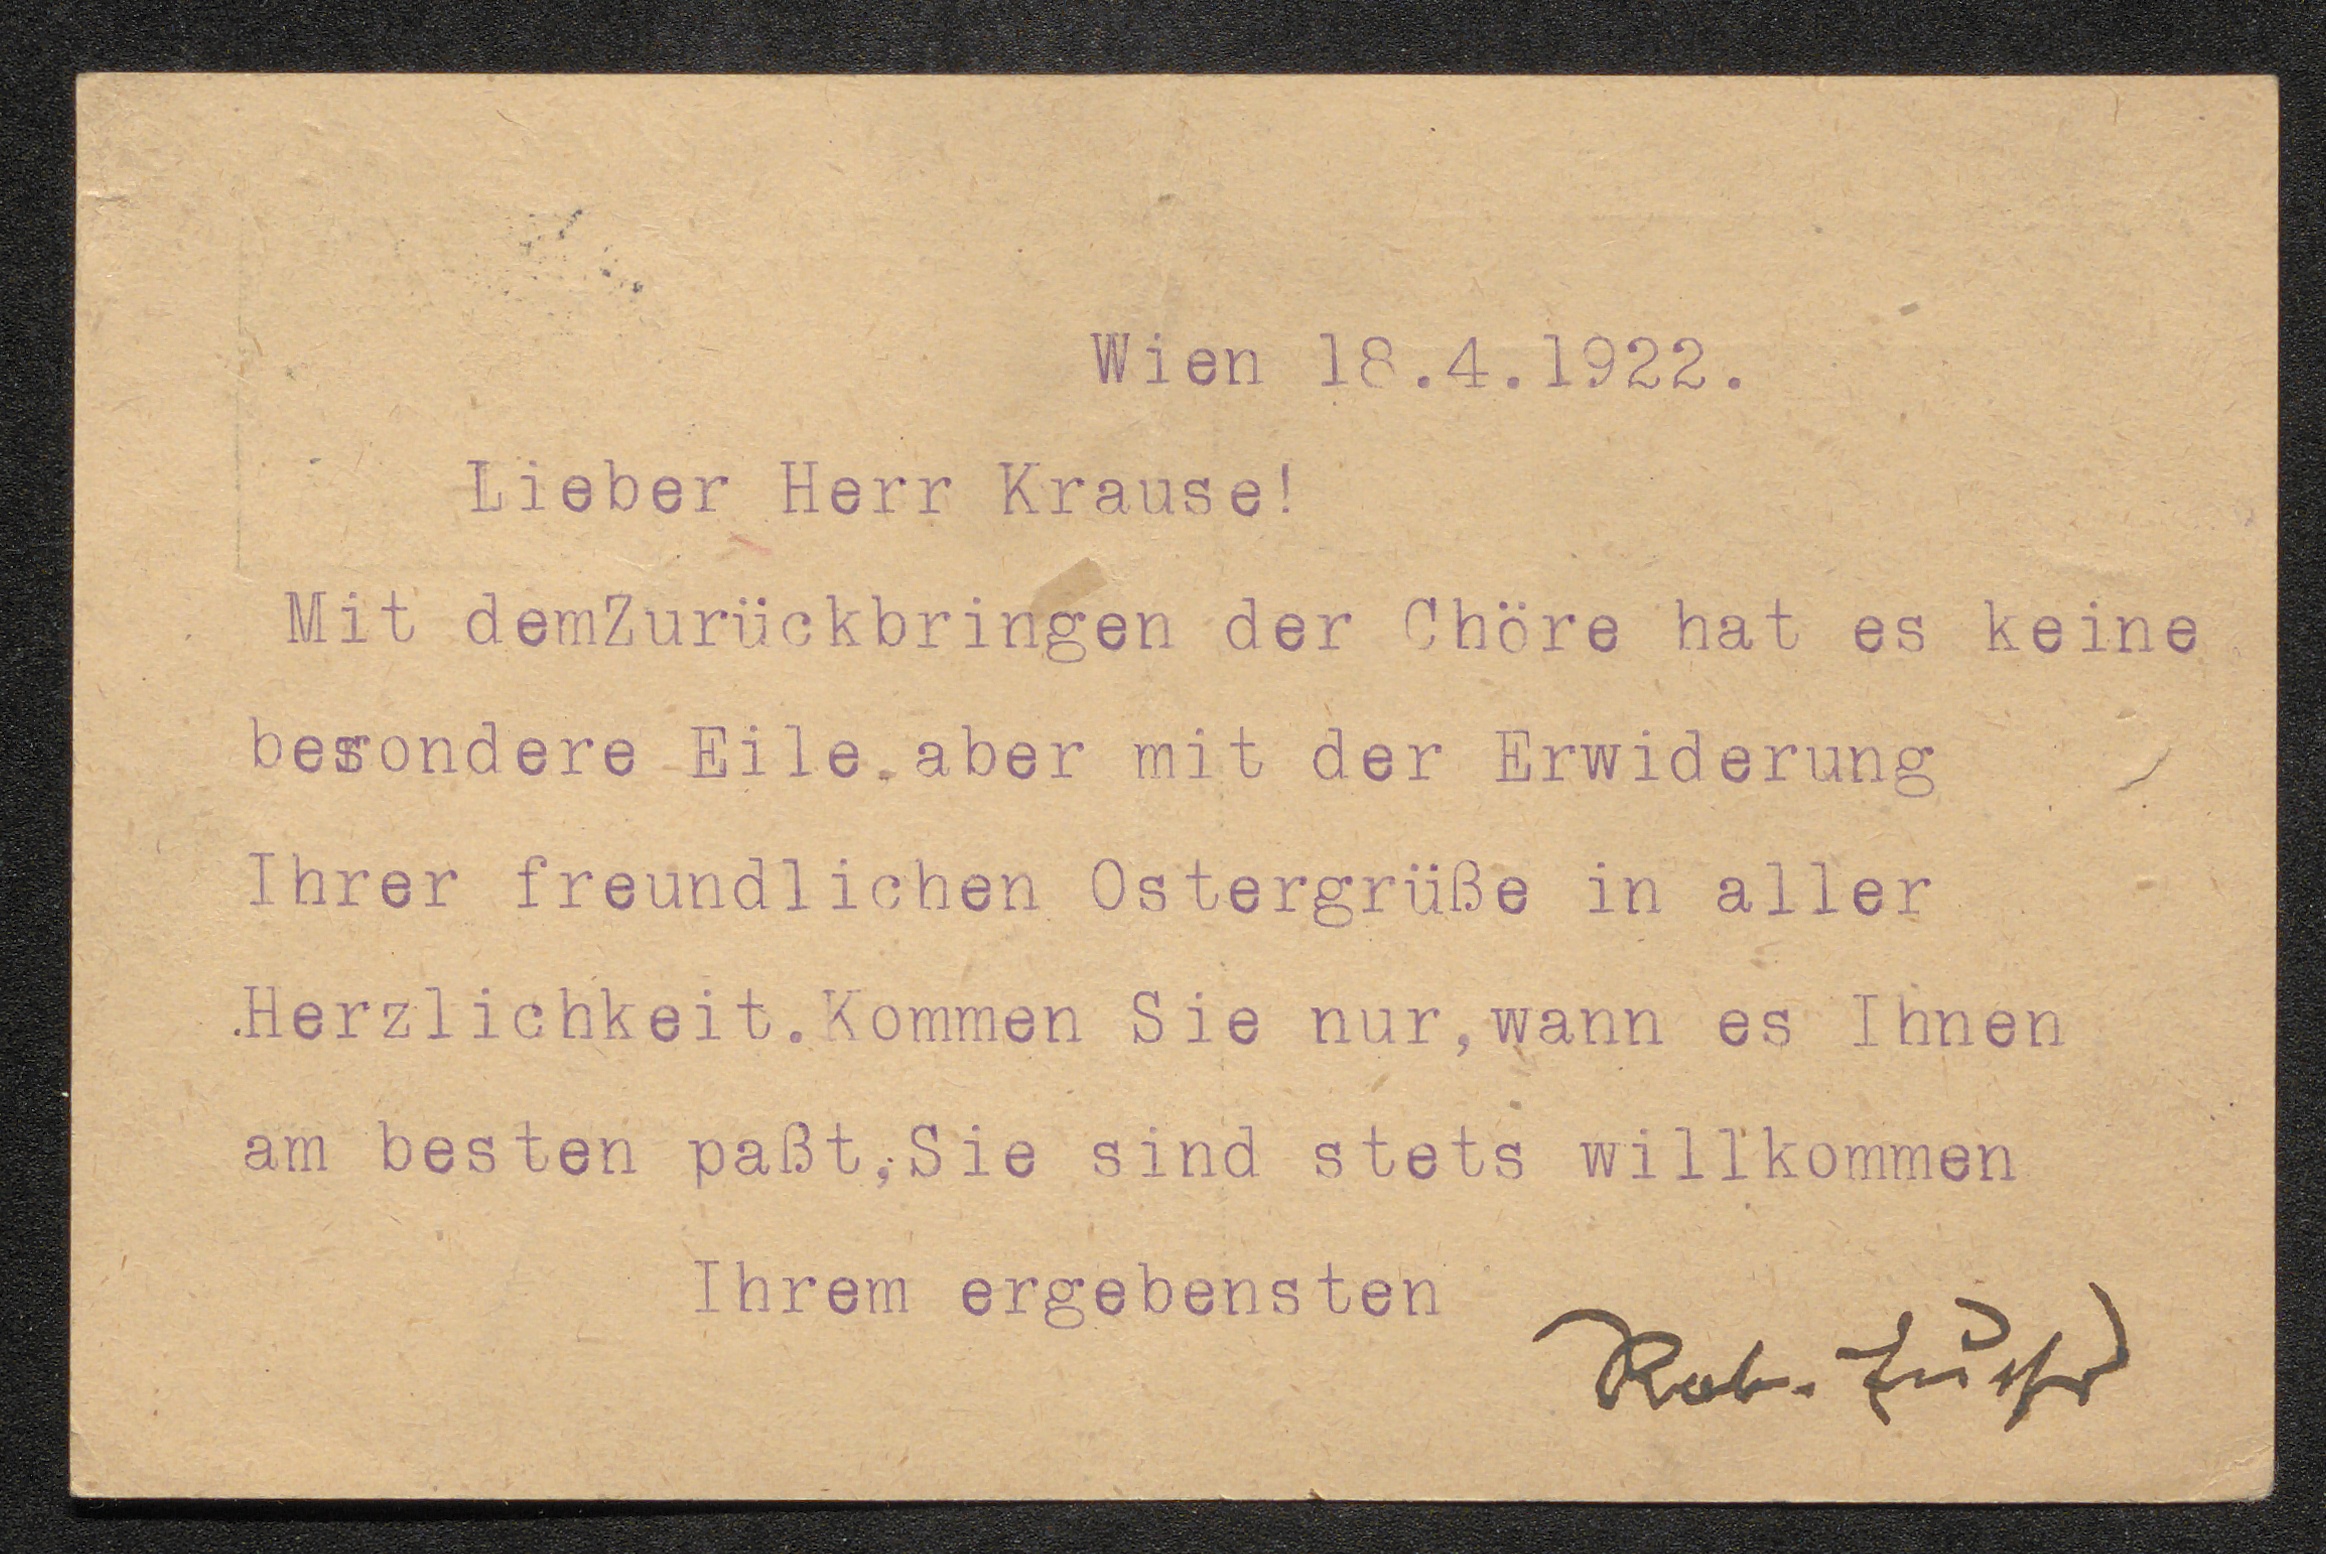 Wien 18.4.1922.
Lieber Herr Krause!
Mit demZurückbringen der Chöre hat es keine
besondere Eile.aber mit der Erwiderung
Ihrer freundlichen Ostergrüße in aller
Herzlichkeit.Kommen Sie nur,wann es Ihnen
am besten paßt,Sie sind stets willkommen
Ihrem ergebensten
Rob.